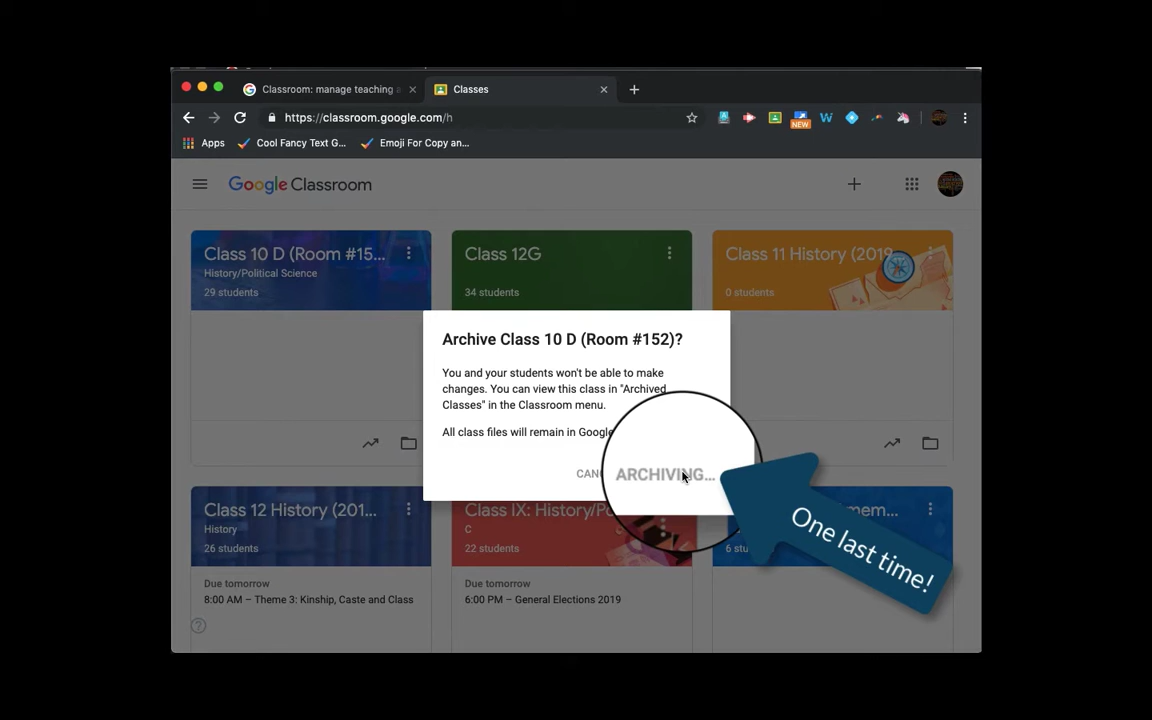 Classroom: manage teaching a
Classes
https://classroom.google.com/h
NEW
Apps
Cool Fancy Text G...
Emoji For Copy an...
Google Classroom
Class 10 D (Room #15...
History/Political Science
29 students
Class 12G
34 students
Class 11 History (2019
0 students
Archive Class 10 D (Room #152)?
You and your students won't be able to make
changes. You can view this class in "Archived
Classes" in the Classroom menu.
All class files will remain in Google
ARCHIVING...
One last time!
Class 12 History (201...
History
26 students
Due tomorrow
8:00 AM – Theme 3: Kinship, Caste and Class
Class IX: History/Po
C
22 students
Due tomorrow
6:00 PM – General Elections 2019